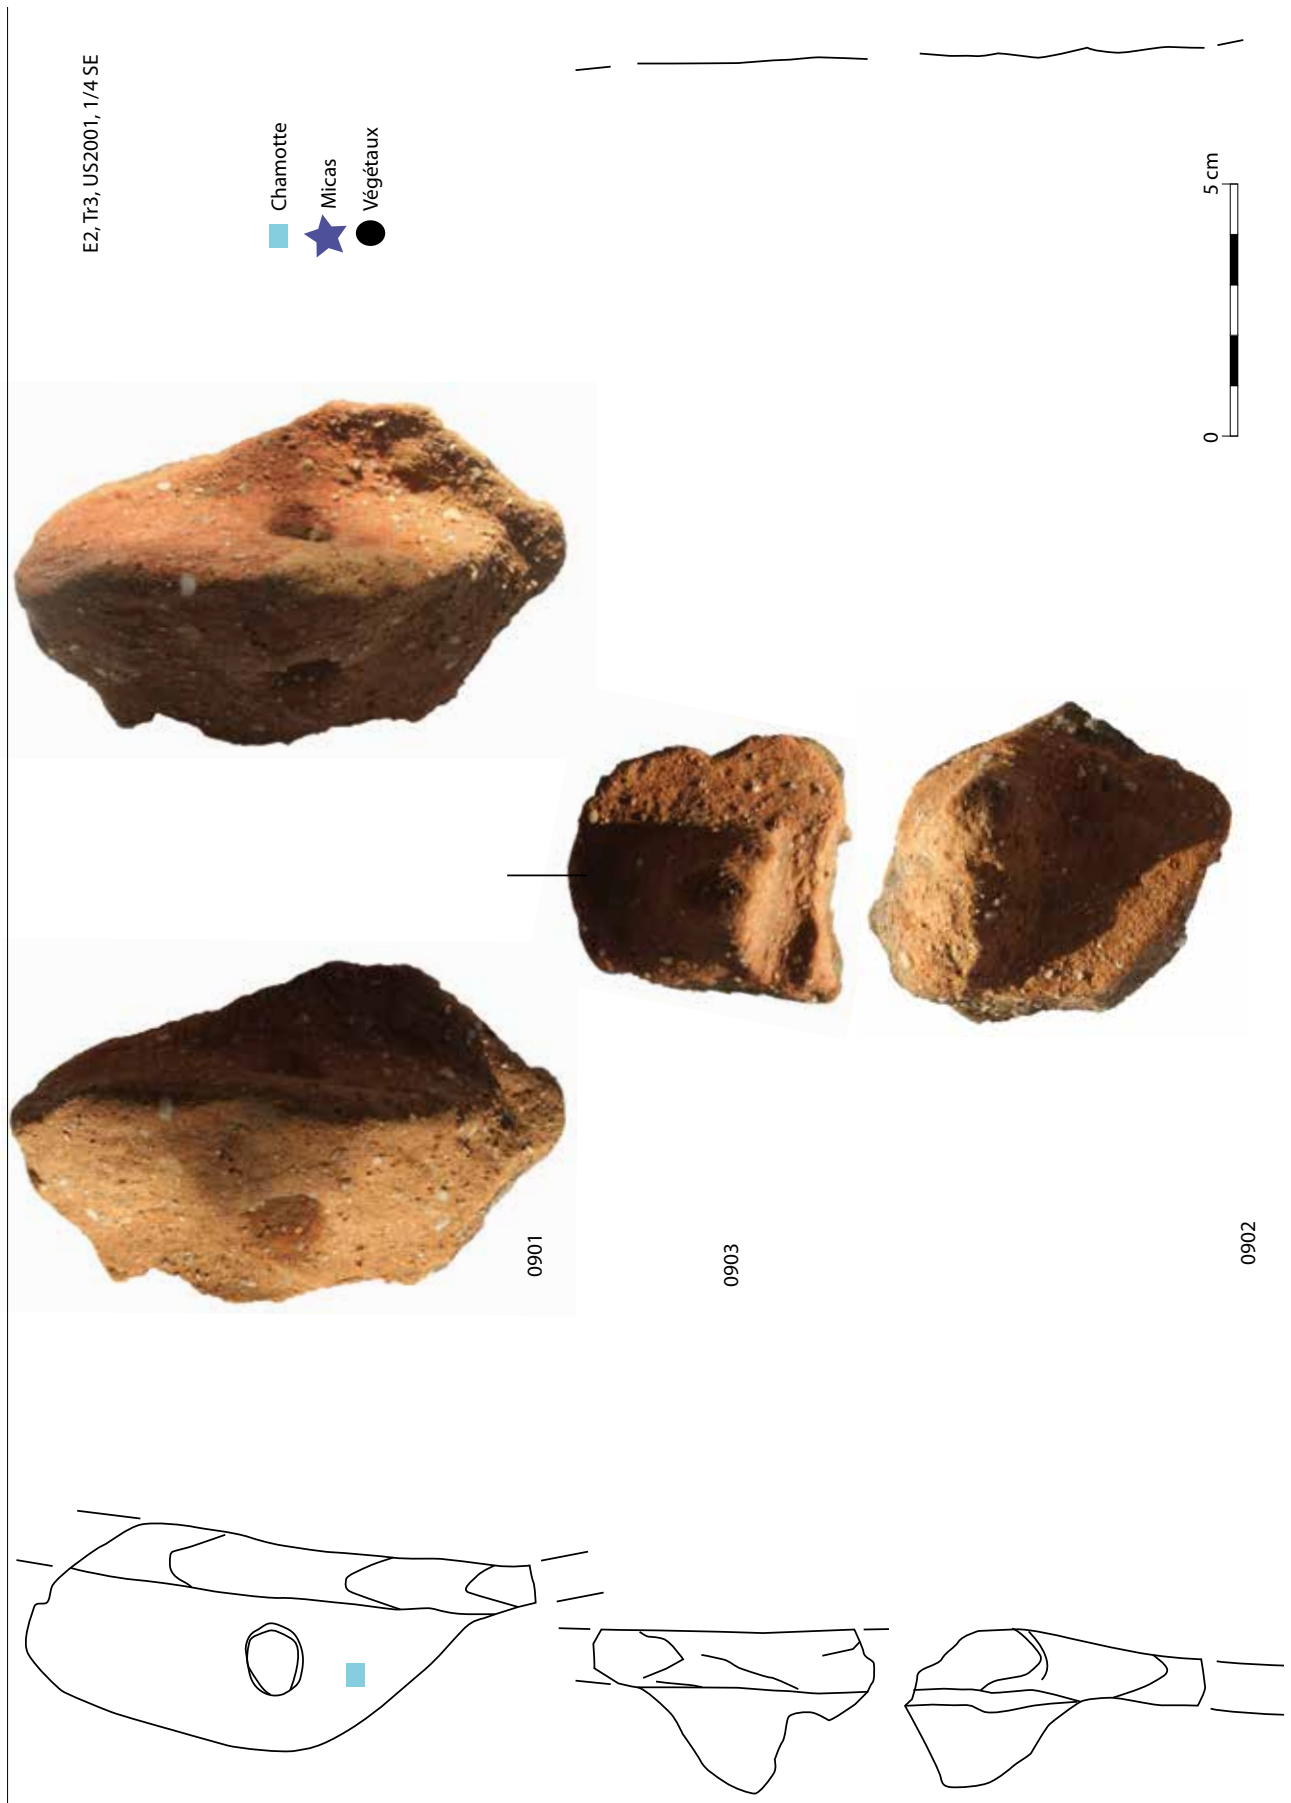 E2, Tr3, US2001, 1/4 SE
Chamotte
Micas
Végétaux
0901
0903
0902
0
5 cm